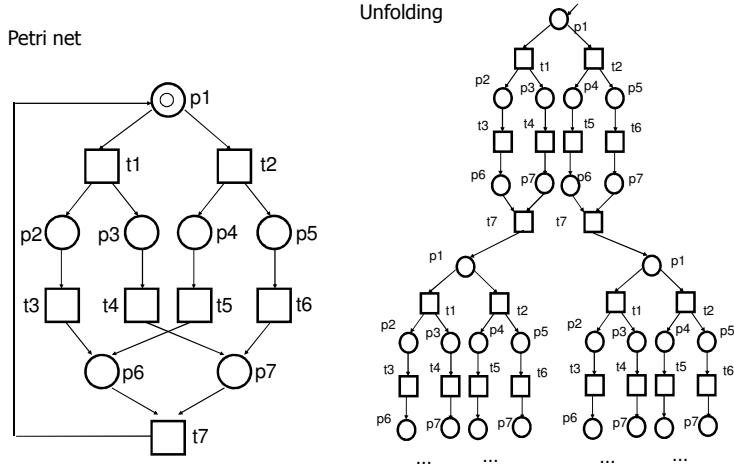 Petri net
p1
t1 t2
p2 p3 p4 p5
t3 t4 t5 t6
p6 p7
t7
Unfolding
p1
t1 t2
p2 p3 p4 p5
t3 t4 t5 t6
p6 p7 p6 p7
t7 t7
p1 p1
t1 t2 t1 t2
p2 p3 p4 p5 p2 p3 p4 p5
t3 t4 t5 t6 t3 t4 t5 t6
p6 p7 p6 p7 p6 p7 p6 p7
... ... ... ...